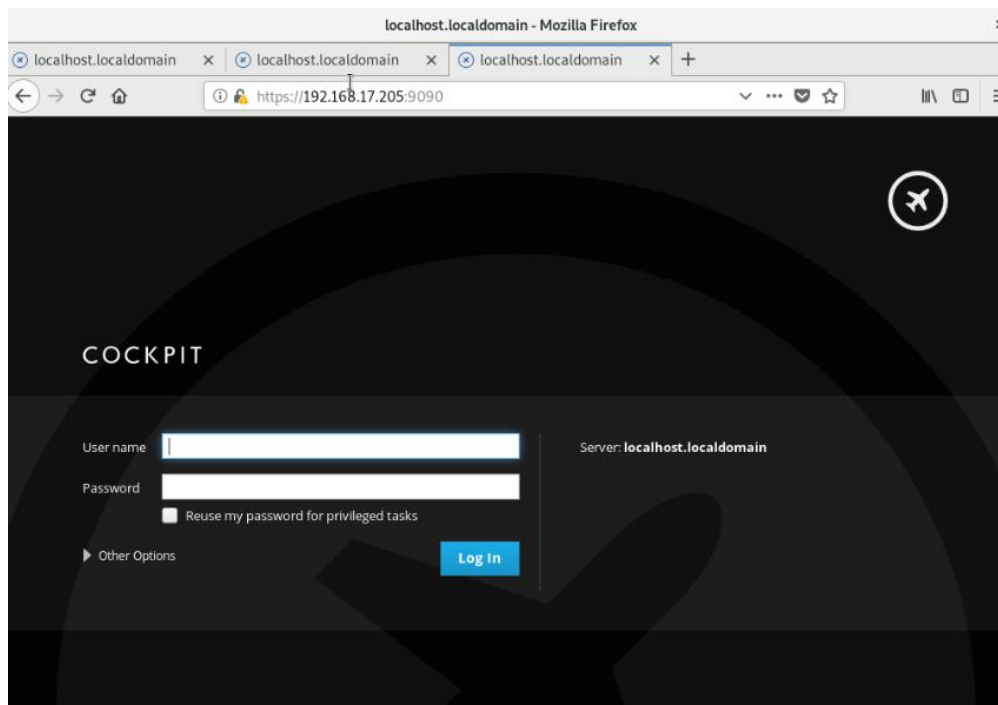 localhost.localdomain - Mozilla Firefox
localhost.localdomain localhost.localdomain localhost.localdomain
https://192.168.17.205:9090
COCKPIT
User name
Server: localhost.localdomain
Password
Reuse my password for privileged tasks
Other Options
Log In